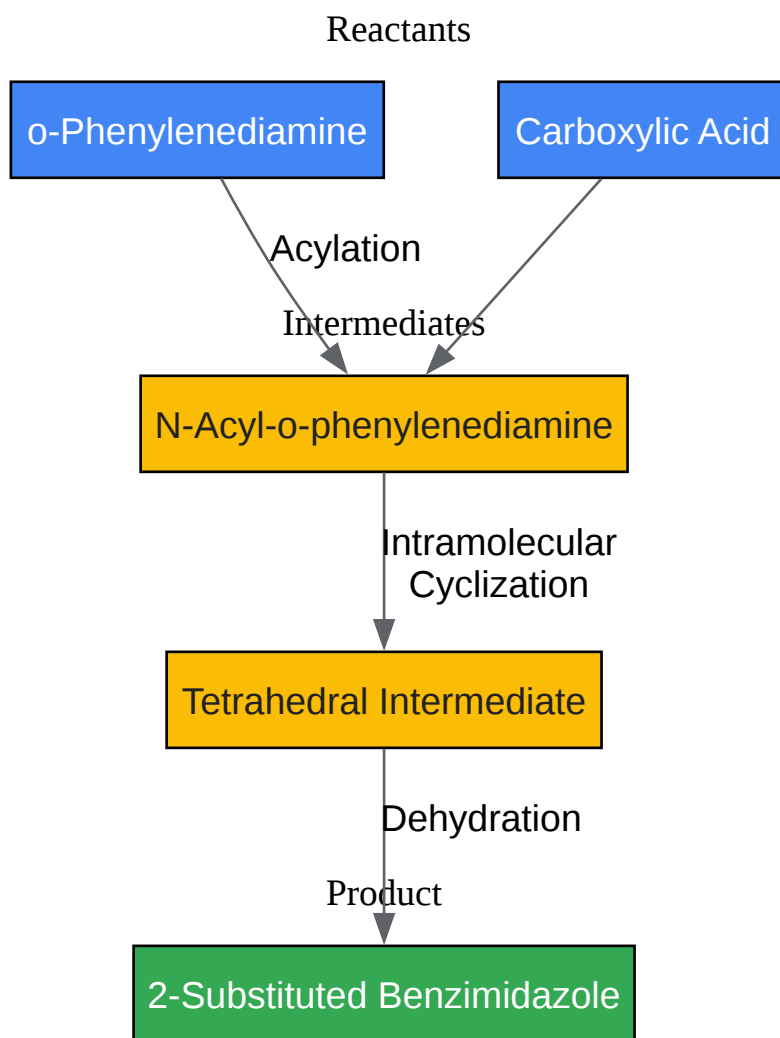 Reactants
o-Phenylenediamine
Carboxylic Acid
Acylation
Intermediates
N-Acyl-o-phenylenediamine
Intramolecular
Cyclization
Tetrahedral Intermediate
Dehydration
Product
2-Substituted Benzimidazole